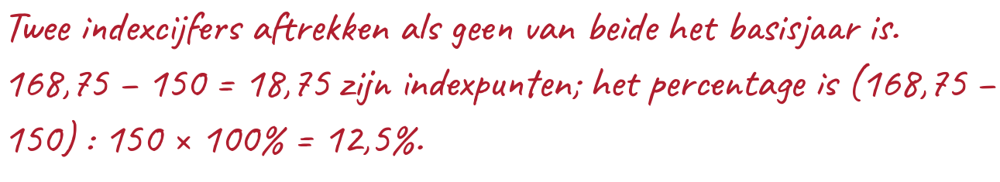 Twee indexcijfers aftrekken als geen van beide het basisjaar is.
168,75 – 150 = 18,75 zijn indexpunten; het percentage is (168,75 –
150) : 150 × 100% = 12,5%.